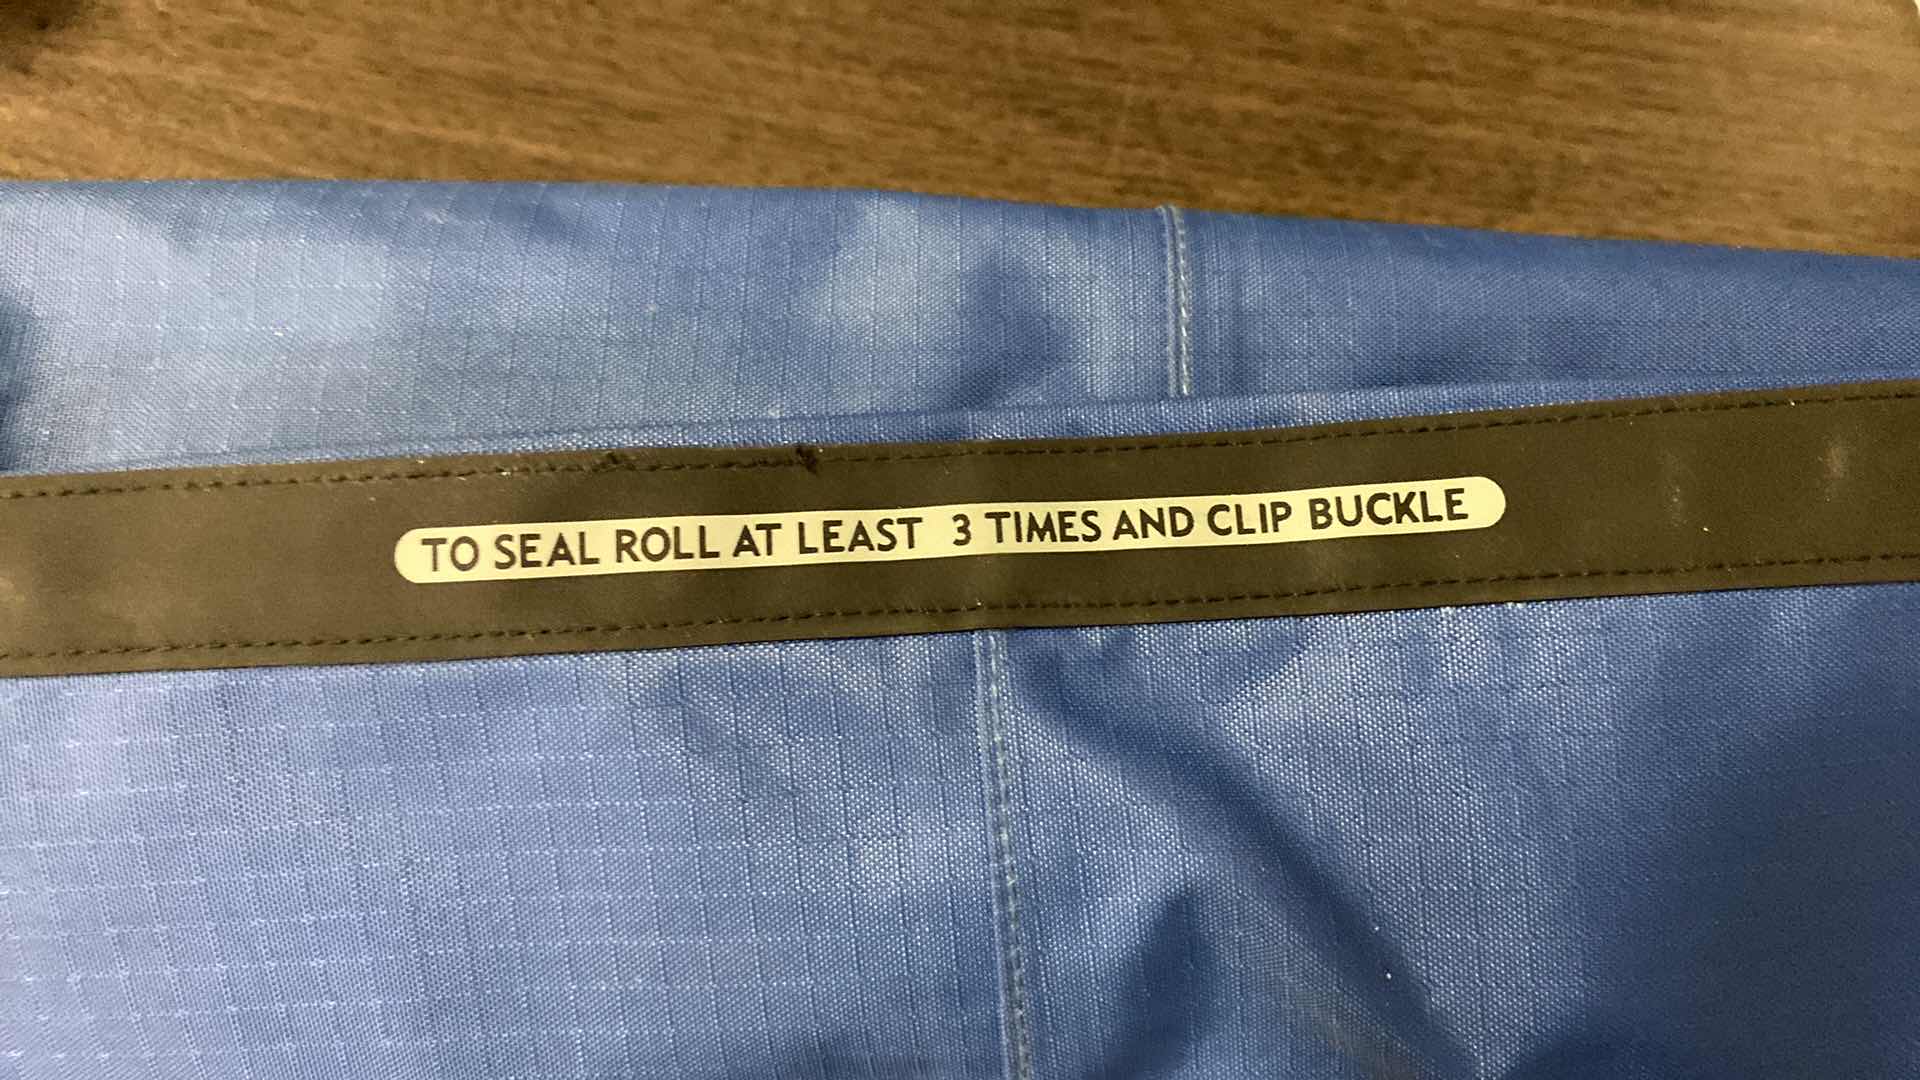 TO SEAL ROLL AT LEAST 3 TIMES AND CLIP BUCKLE